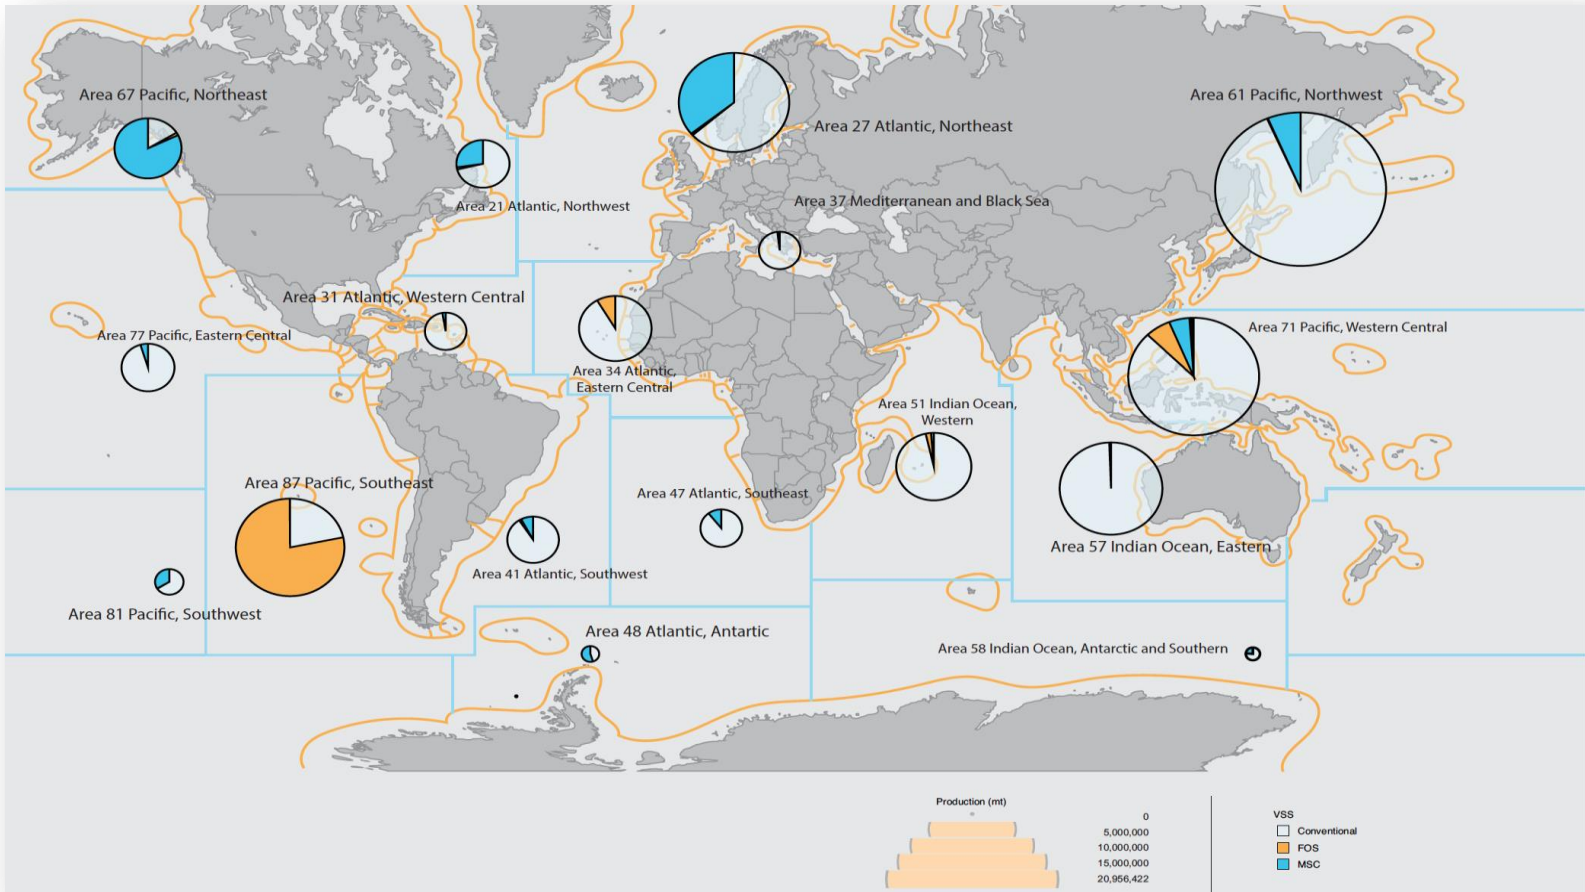 Area 67 Pacific, Northeast
Area 61 Pacific, Northwest
Area 27 Atlantic, Northeast
Area 21 Atlantic, Northwest
Area 37 Mediterranean and Black Sea
Area 31 Atlantic, Western Central
Area 77 Pacific, Eastern Central
Area 71 Pacific, Western Central
Area 34 Atlantic,
Eastern Central
Area 51 Indian Ocean,
Western
Area 87 Pacific, Southeast
Area 47 Atlantic, Southeast
Area 57 Indian Ocean, Eastern
Area 41 Atlantic, Southwest
Area 81 Pacific, Southwest
Area 48 Atlantic, Antartic
Area 58 Indian Ocean, Antarctic and Southern
Production (mt)
0
5,000,000
10,000,000
15,000,000
20,956,422
VSS
Conventional
FOS
MSC